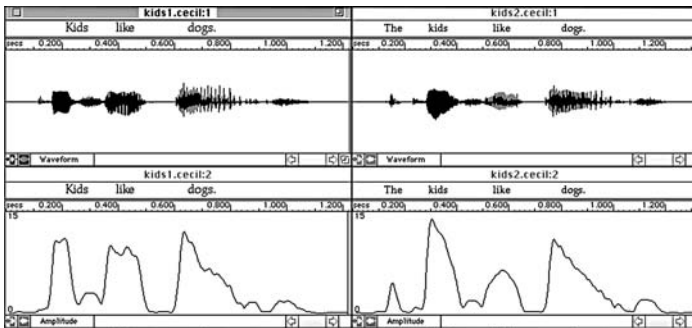 kids1.cecil:1
Kids like dogs.
secs 0.200 0.400 0.600 0.800 1.000 1.200
Waveform
kids2.cecil:1
The kids like dogs.
secs 0.200 0.400 0.600 0.800 1.000 1.200
Waveform
kids1.cecil:2
Kids like dogs.
secs 0.200 0.400 0.600 0.800 1.000 1.200
15
0
Amplitude
kids2.cecil:2
The kids like dogs.
secs 0.200 0.400 0.600 0.800 1.000 1.200
15
0
Amplitude